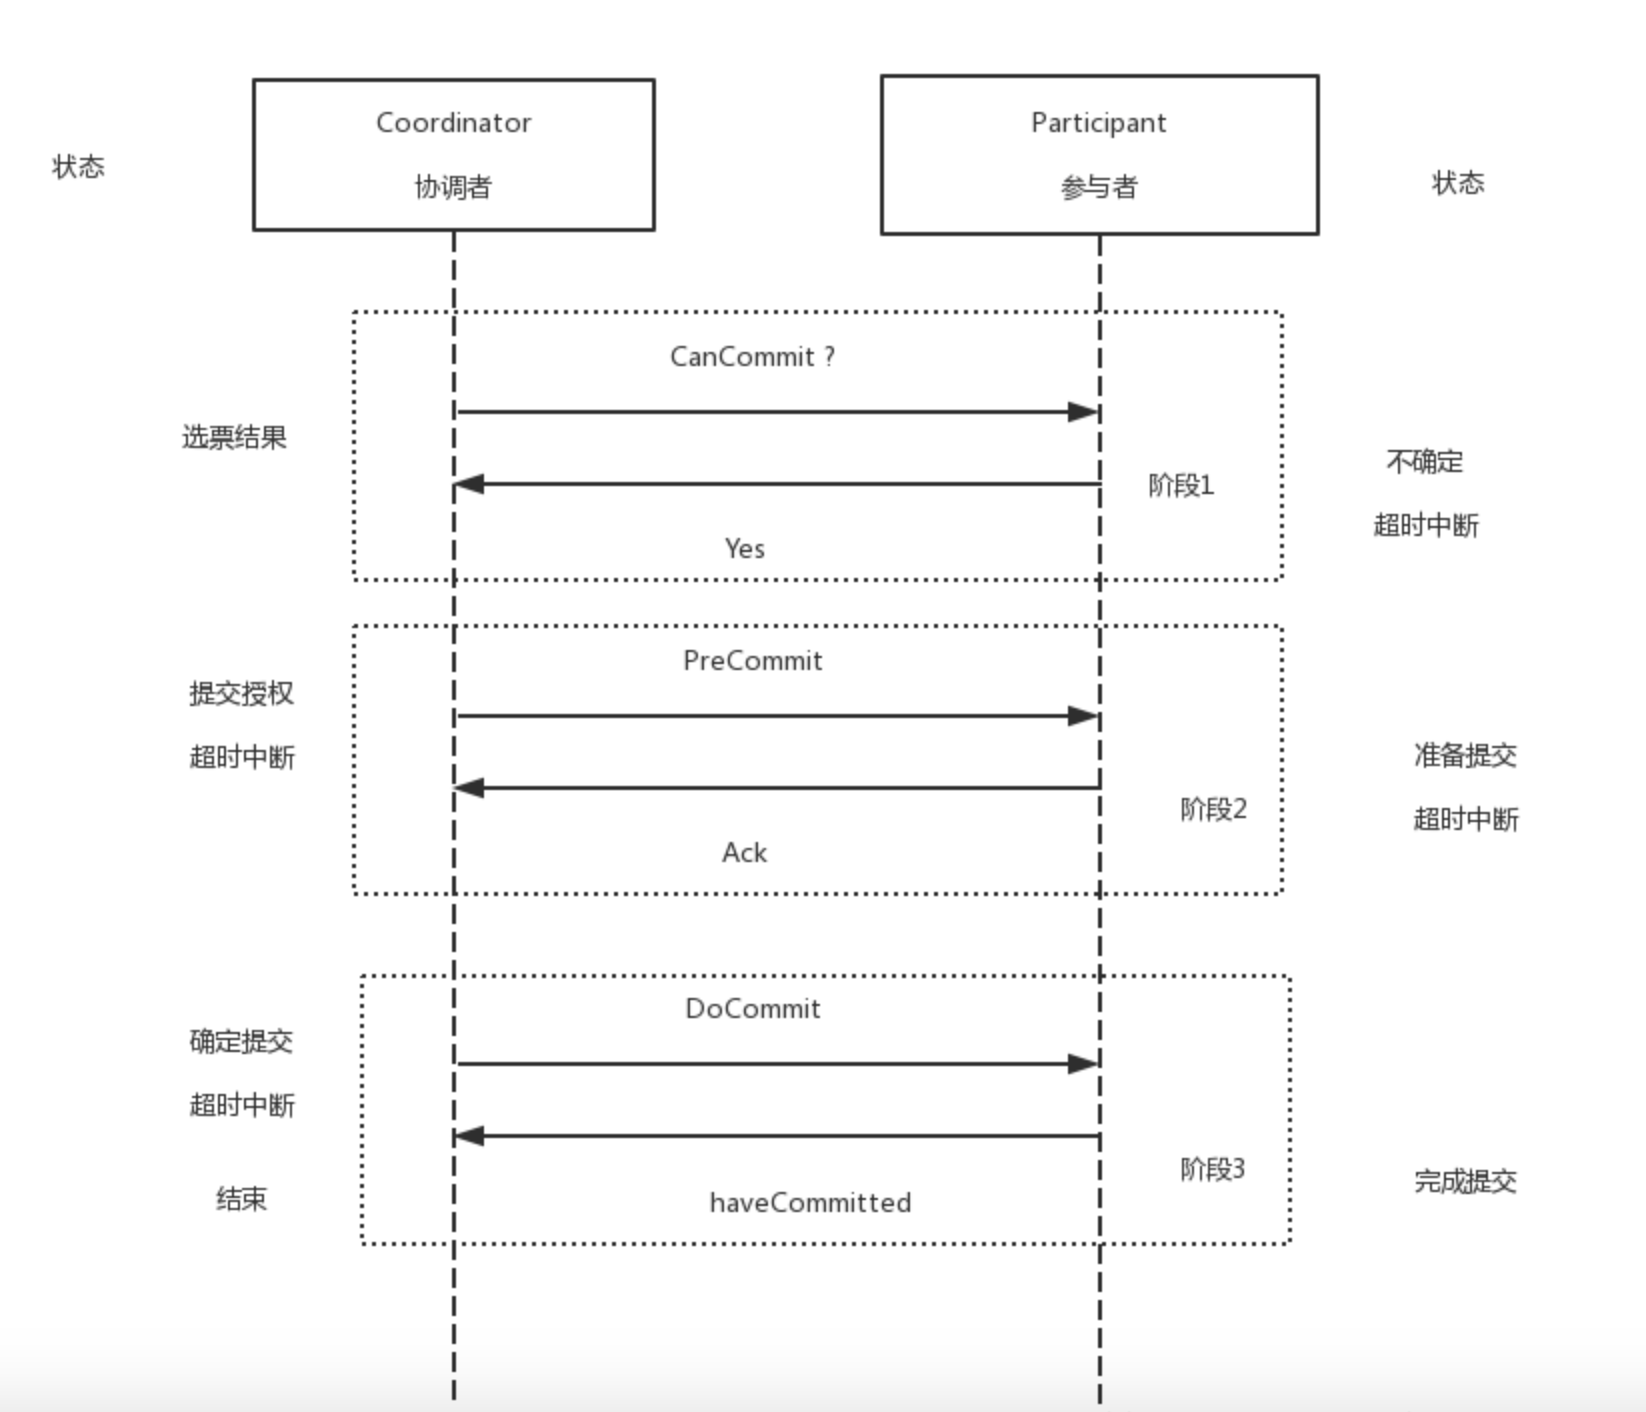 Coordinator
协调者
Participant
参与者
状态
状态
CanCommit ?
选票结果
不确定
阶段1
超时中断
Yes
PreCommit
提交授权
超时中断
准备提交
阶段2
超时中断
Ack
DoCommit
确定提交
超时中断
阶段3
完成提交
结束
haveCommitted